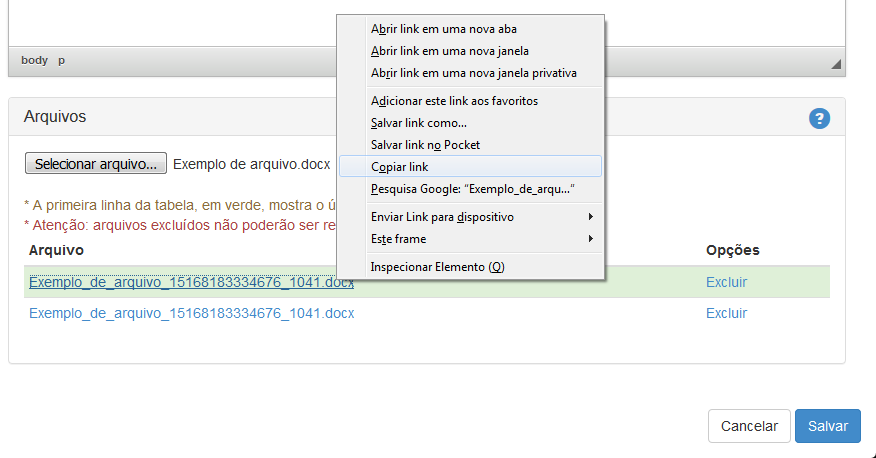 Abrir link em uma nova aba
Abrir link em uma nova janela
Abrir link em uma nova janela privativa
body p
Adicionar este link aos favoritos
Arquivos
?
Salvar link como...
Salvar link no Pocket
Selecionar arquivo... Exemplo de arquivo.docx
Copiar link
Pesquisa Google: “Exemplo_de_arqu...“
* A primeira linha da tabela, em verde, mostra o ú
Enviar Link para dispositivo
* Atenção: arquivos excluídos não poderão ser re
Este frame
Arquivo Opções
Inspecionar Elemento (Q)
Exemplo_de_arquivo_15168183334676_1041.docx Excluir
Exemplo_de_arquivo_15168183334676_1041.docx Excluir
Cancelar Salvar